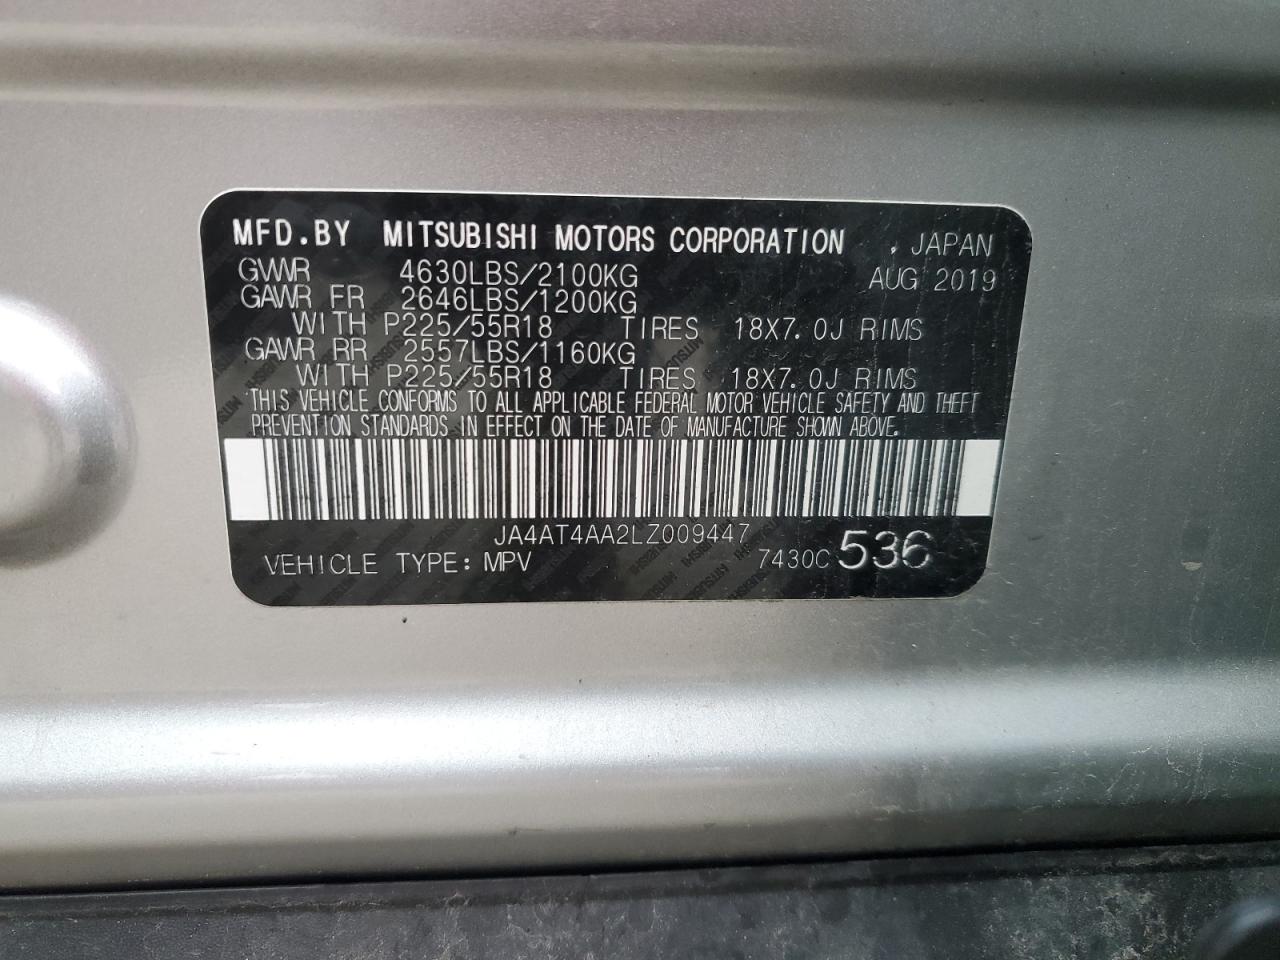 MFD.BY MITSUBISHI MOTORS CORPORATION , JAPAN
GVWR 4630LBS/2100KG AUG 2019
GAWR FR 2646LBS/1200KG
WITH P225/55R18 TIRES 18X7.0J RIMS
GAWR RR 2557LBS/1160KG
WITH P225/55R18 TIRES 18X7.0J RIMS
THIS VEHICLE CONFORMS TO ALL APPLICABLE FEDERAL MOTOR VEHICLE SAFETY AND THEFT
PREVENTION STANDARDS IN EFFECT ON THE DATE OF MANUFACTURE SHOWN ABOVE.
JA4AT4AA2LZ009447
VEHICLE TYPE: MPV 7430C 536